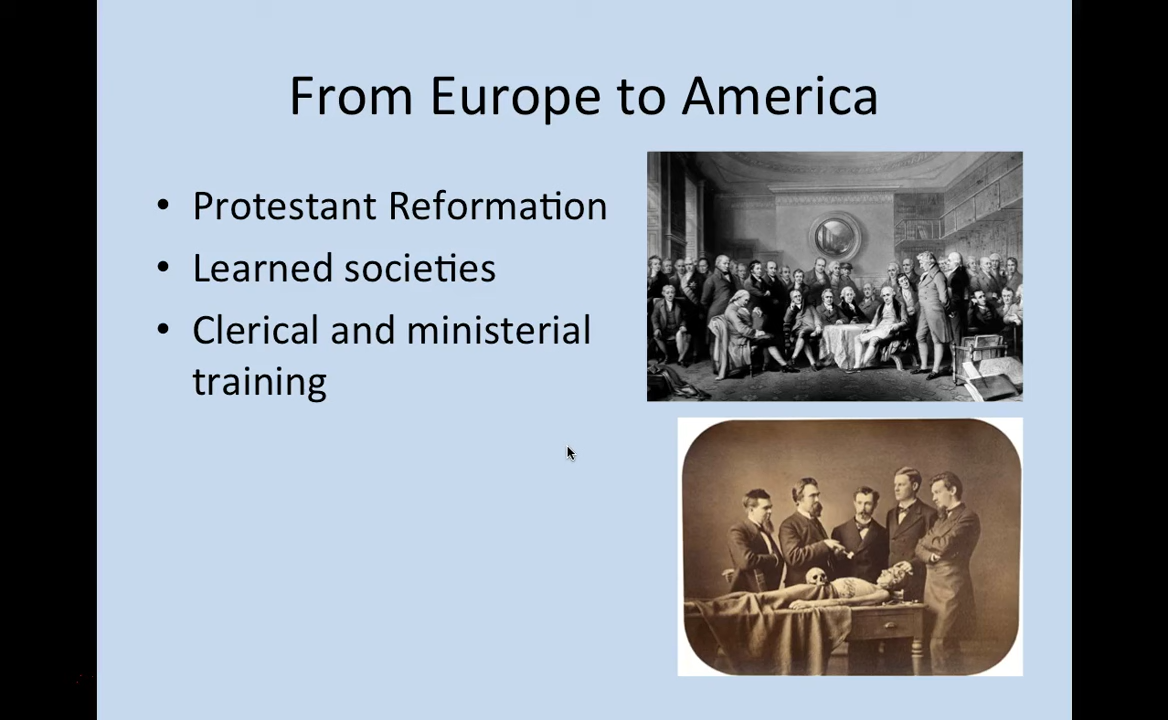 From Europe to America
• Protestant Reformation
• Learned societies
• Clerical and ministerial
training